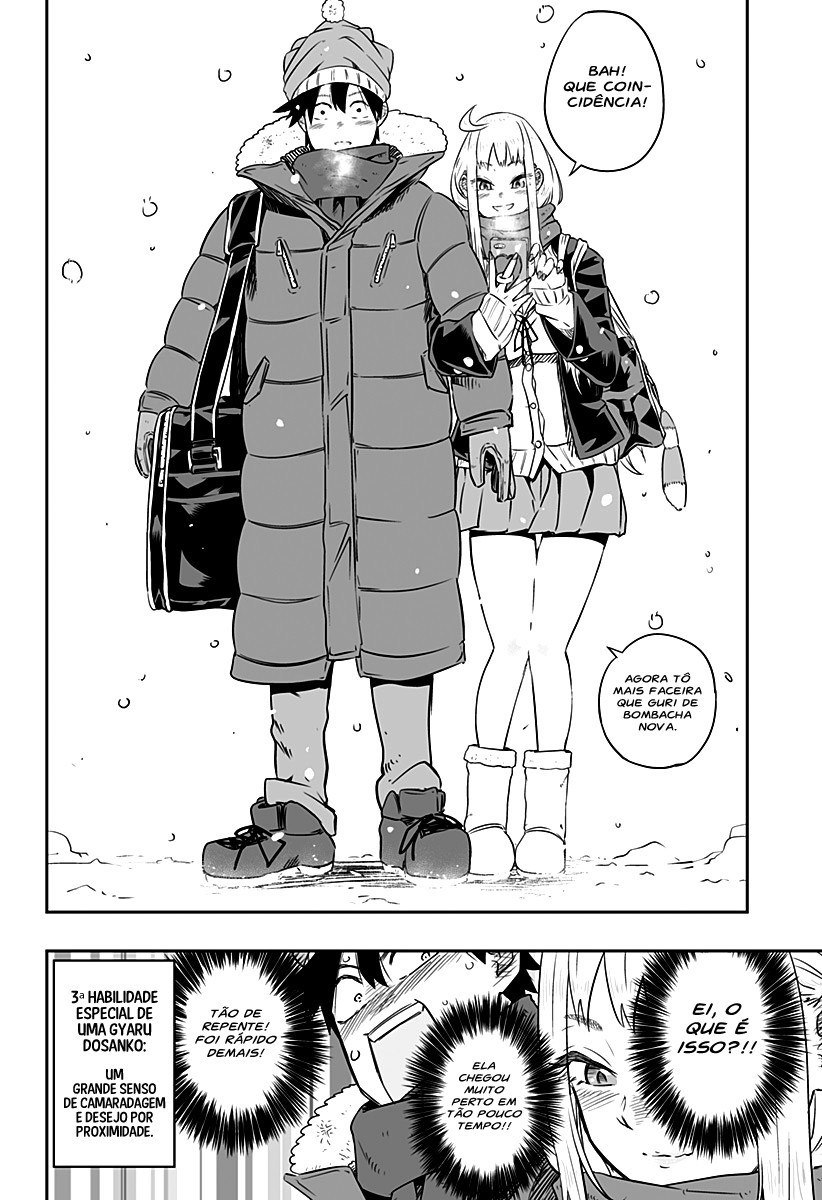 BAH!
QUE COIN-
CIDÊNCIA!
AGORA TÔ
MAIS FACEIRA
QUE GURI DE
BOMBACHA
NOVA.
EI, O
QUE É
ISSO?!!
ELA
CHEGOU
MUITO
PERTO EM
TÃO POUCO
TEMPO!!
TÃO DE
REPENTE!
FOI RÁPIDO
DEMAIS!
3ª HABILIDADE
ESPECIAL DE
UMA GYARU
DOSANKO:
UM
GRANDE SENSO
DE CAMARADAGEM
E DESEJO POR
PROXIMIDADE.